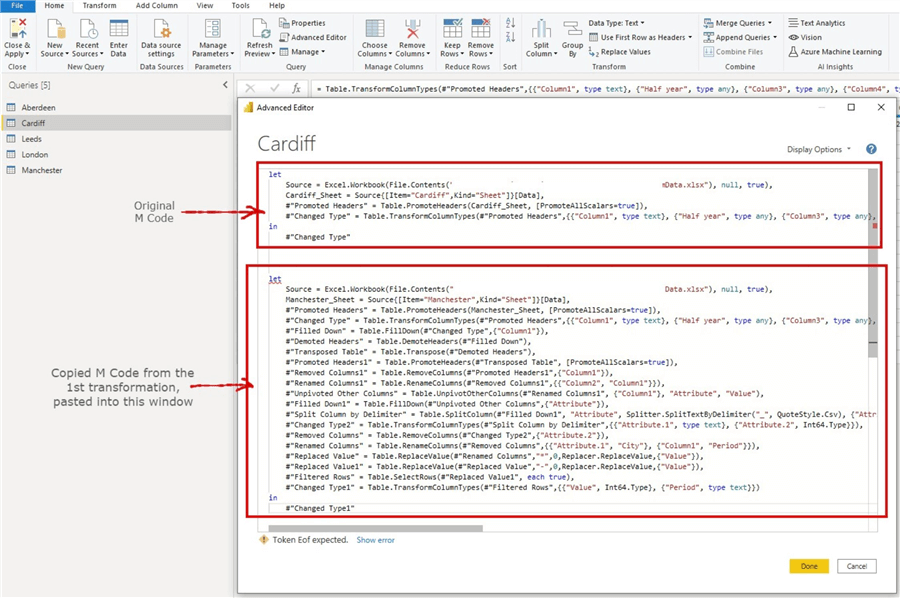 File Home Transform Add Column View Tools Help
Close & Apply New Source Recent Sources Enter Data Data source settings Manage Parameters Refresh Preview Properties Advanced Editor Manage Choose Columns Remove Columns Keep Rows Remove Rows Split Column Group By Data Type: Text Use First Row as Headers Replace Values Merge Queries Append Queries Combine Files Text Analytics Vision Azure Machine Learning
Close New Query Data Sources Parameters Query Manage Columns Reduce Rows Sort Transform Combine AI Insights
Queries [5]
fx = Table.TransformColumnTypes(#"Promoted Headers",{{"Column1", type text}, {"Half year", type any}, {"Column3", type any}, {"Column4", t
Aberdeen
Cardiff
Leeds
London
Manchester
Advanced Editor
Cardiff
Display Options
?
Original
M Code
let
Source = Excel.Workbook(File.Contents("
mData.xlsx"), null, true),
Cardiff_Sheet = Source{[Item="Cardiff",Kind="Sheet"]}[Data],
#"Promoted Headers" = Table.PromoteHeaders(Cardiff_Sheet, [PromoteAllScalars=true]),
#"Changed Type" = Table.TransformColumnTypes(#"Promoted Headers",{{"Column1", type text}, {"Half year", type any}, {"Column3", type any},
in
#"Changed Type"
Copied M Code from the
1st transformation,
pasted into this window
let
Source = Excel.Workbook(File.Contents("
Data.xlsx"), null, true),
Manchester_Sheet = Source{[Item="Manchester",Kind="Sheet"]}[Data],
#"Promoted Headers" = Table.PromoteHeaders(Manchester_Sheet, [PromoteAllScalars=true]),
#"Changed Type" = Table.TransformColumnTypes(#"Promoted Headers",{{"Column1", type text}, {"Half year", type any}, {"Column3", type any},
#"Filled Down" = Table.FillDown(#"Changed Type",{"Column1"}),
#"Demoted Headers" = Table.DemoteHeaders(#"Filled Down"),
#"Transposed Table" = Table.Transpose(#"Demoted Headers"),
#"Promoted Headers1" = Table.PromoteHeaders(#"Transposed Table", [PromoteAllScalars=true]),
#"Removed Columns1" = Table.RemoveColumns(#"Promoted Headers1",{"Column1"}),
#"Renamed Columns1" = Table.RenameColumns(#"Removed Columns1",{{"Column2", "Column1"}}),
#"Unpivoted Other Columns" = Table.UnpivotOtherColumns(#"Renamed Columns1", {"Column1"}, "Attribute", "Value"),
#"Filled Down1" = Table.FillDown(#"Unpivoted Other Columns",{"Attribute"}),
#"Split Column by Delimiter" = Table.SplitColumn(#"Filled Down1", "Attribute", Splitter.SplitTextByDelimiter("_", QuoteStyle.Csv), {"Attr
#"Changed Type2" = Table.TransformColumnTypes(#"Split Column by Delimiter",{{"Attribute.1", type text}, {"Attribute.2", Int64.Type}}),
#"Removed Columns" = Table.RemoveColumns(#"Changed Type2",{"Attribute.2"}),
#"Renamed Columns" = Table.RenameColumns(#"Removed Columns",{{"Attribute.1", "City"}, {"Column1", "Period"}}),
#"Replaced Value" = Table.ReplaceValue(#"Renamed Columns","*",0,Replacer.ReplaceValue,{"Value"}),
#"Replaced Value1" = Table.ReplaceValue(#"Replaced Value","-",0,Replacer.ReplaceValue,{"Value"}),
#"Filtered Rows" = Table.SelectRows(#"Replaced Value1", each true),
#"Changed Type1" = Table.TransformColumnTypes(#"Filtered Rows",{{"Value", Int64.Type}, {"Period", type text}})
in
#"Changed Type1"
Token Eof expected. Show error
Done Cancel